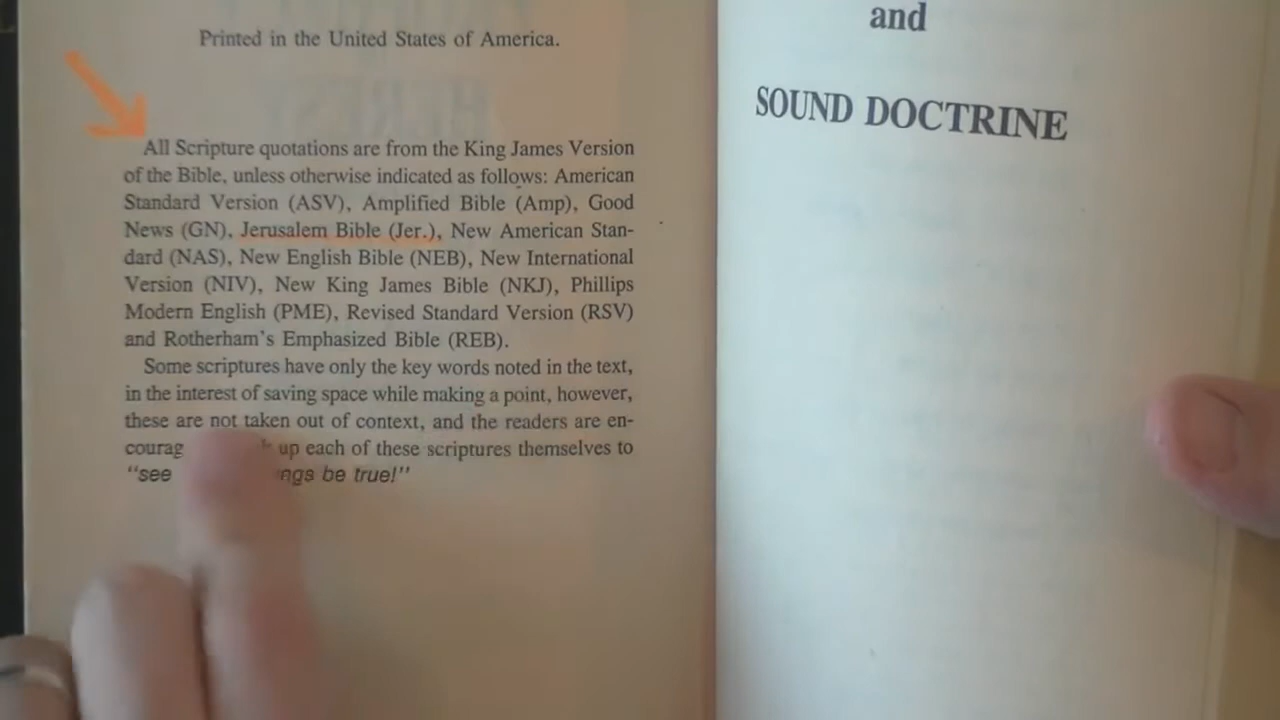 Printed in the United States of America.
All Scripture quotations are from the King James Version
of the Bible, unless otherwise indicated as follows: American
Standard Version (ASV), Amplified Bible (Amp), Good
News (GN), Jerusalem Bible (Jer.), New American Stan-
dard (NAS), New English Bible (NEB), New International
Version (NIV), New King James Bible (NKJ), Phillips
Modern English (PME), Revised Standard Version (RSV)
and Rotherham's Emphasized Bible (REB).
Some scriptures have only the key words noted in the text,
in the interest of saving space while making a point, however,
these are not taken out of context, and the readers are en-
up each of these scriptures themselves to
"see be true!"
and
SOUND DOCTRINE